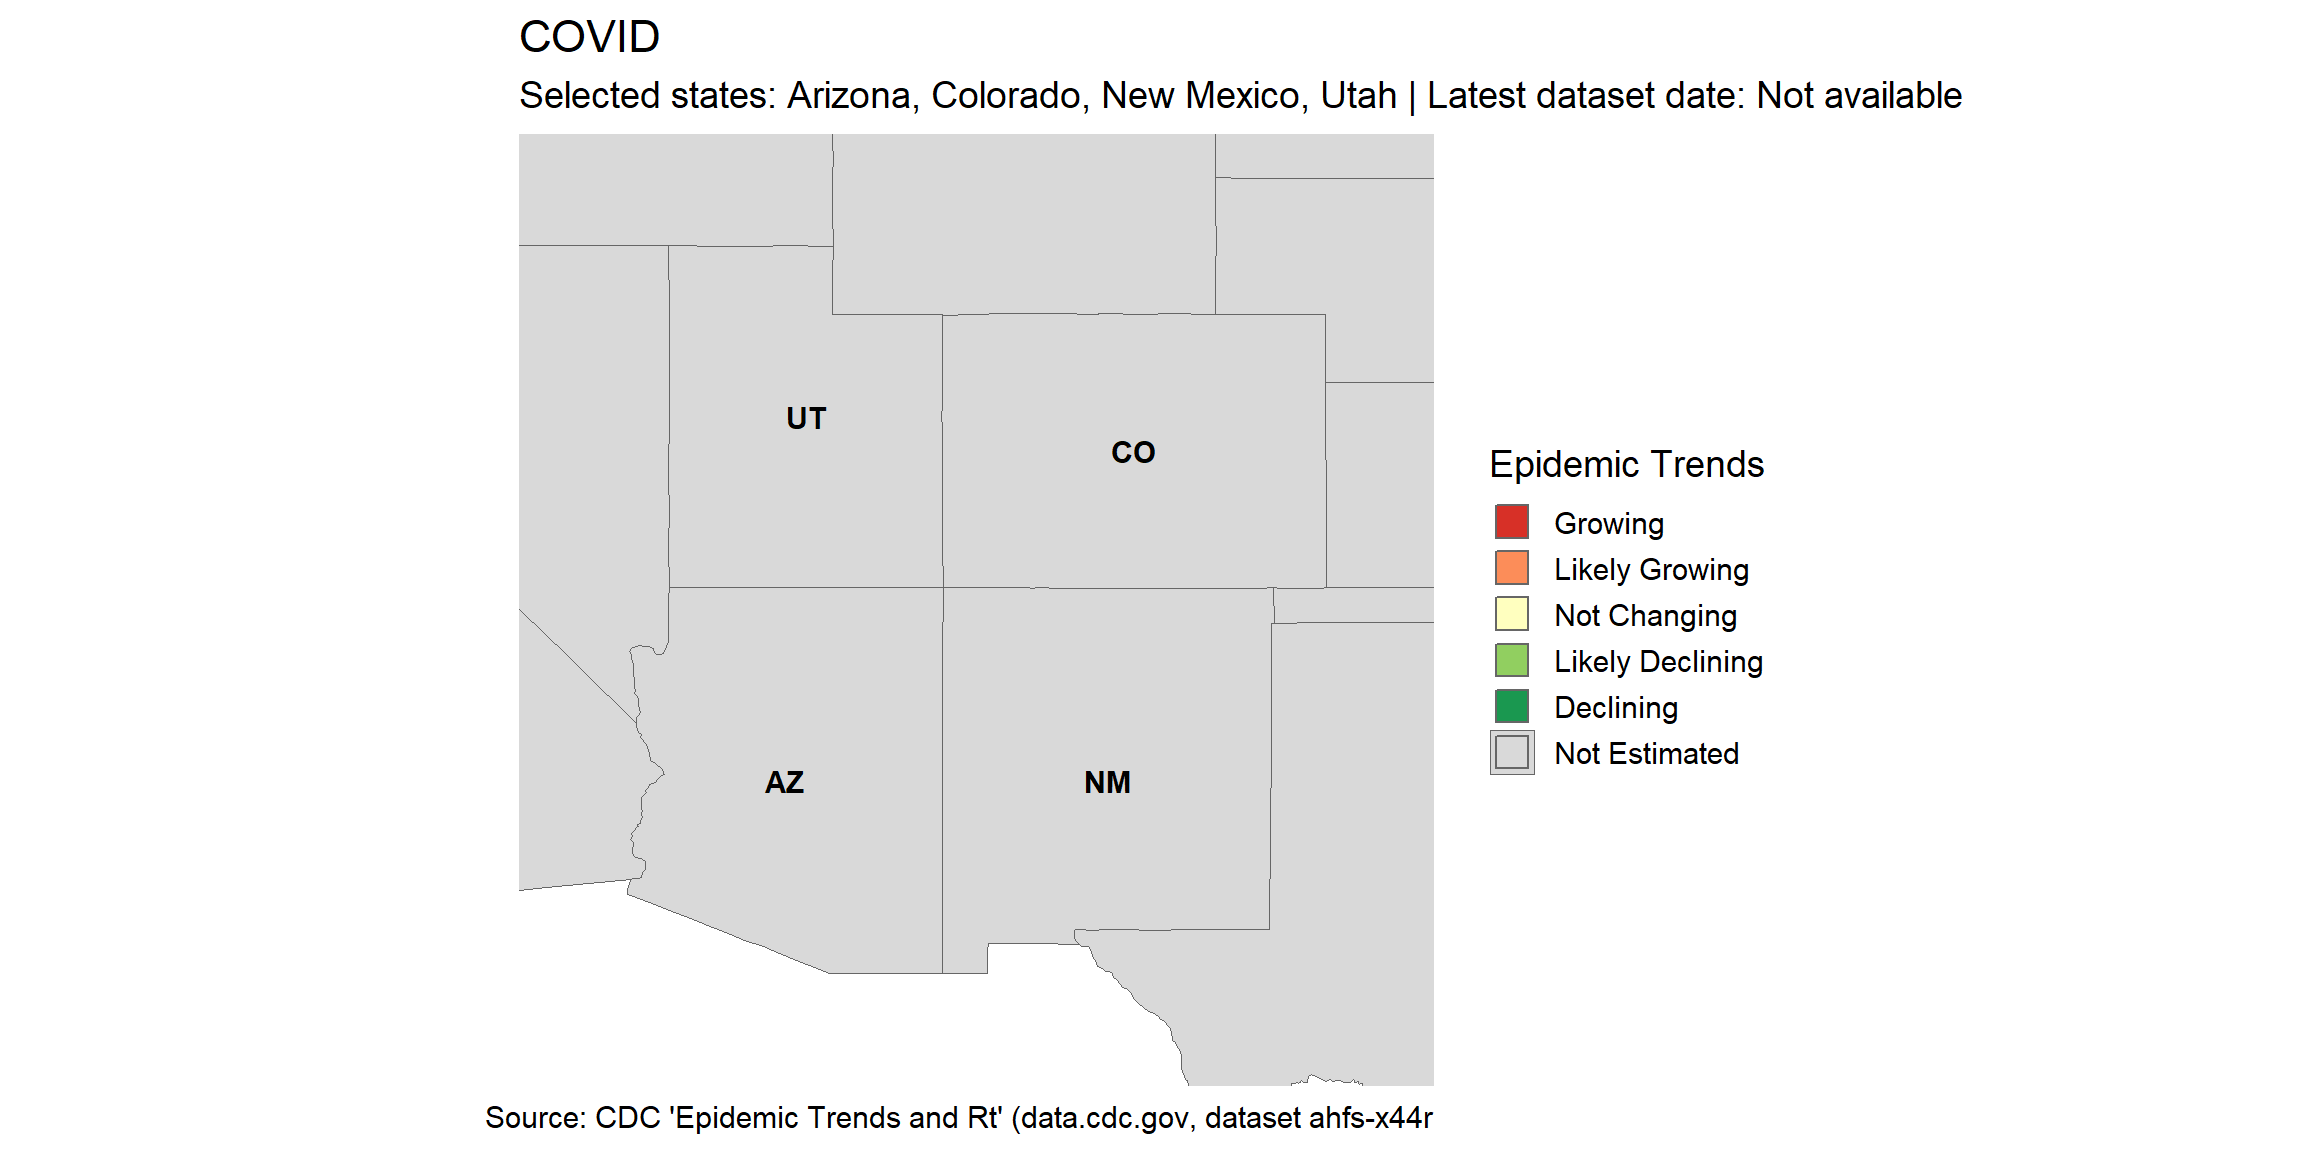 COVID
Selected states: Arizona, Colorado, New Mexico, Utah | Latest dataset date: Not available
UT
CO
AZ
NM
Epidemic Trends
Growing
Likely Growing
Not Changing
Likely Declining
Declining
Not Estimated
Source: CDC 'Epidemic Trends and Rt' (data.cdc.gov, dataset ahfs-x44r